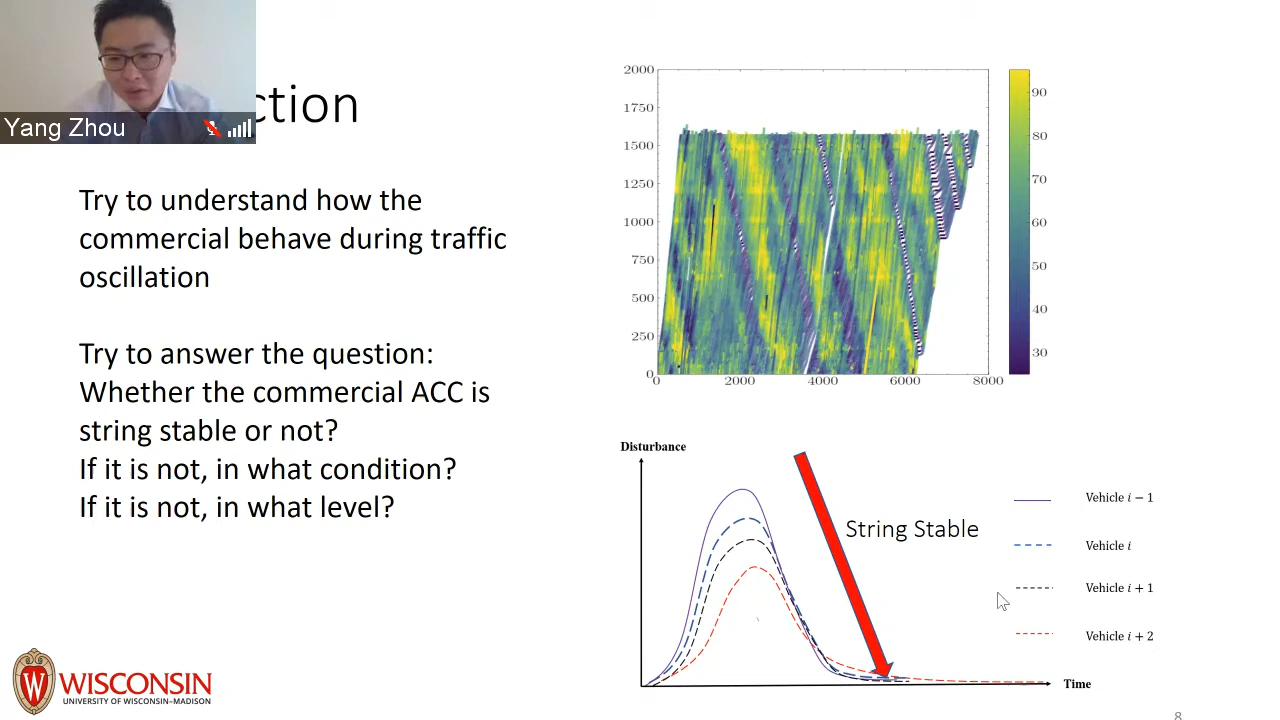 Yang Zhou
ction
Try to understand how the
commercial behave during traffic
oscillation
Try to answer the question:
Whether the commercial ACC is
string stable or not?
If it is not, in what condition?
If it is not, in what level?
WISCONSIN
UNIVERSITY OF WISCONSIN–MADISON
2000
1750
1500
1250
1000
750
500
250
0
0
2000
4000
6000
8000
90
80
70
60
50
40
30
Disturbance
String Stable
Time
Vehicle i − 1
Vehicle i
Vehicle i + 1
Vehicle i + 2
8